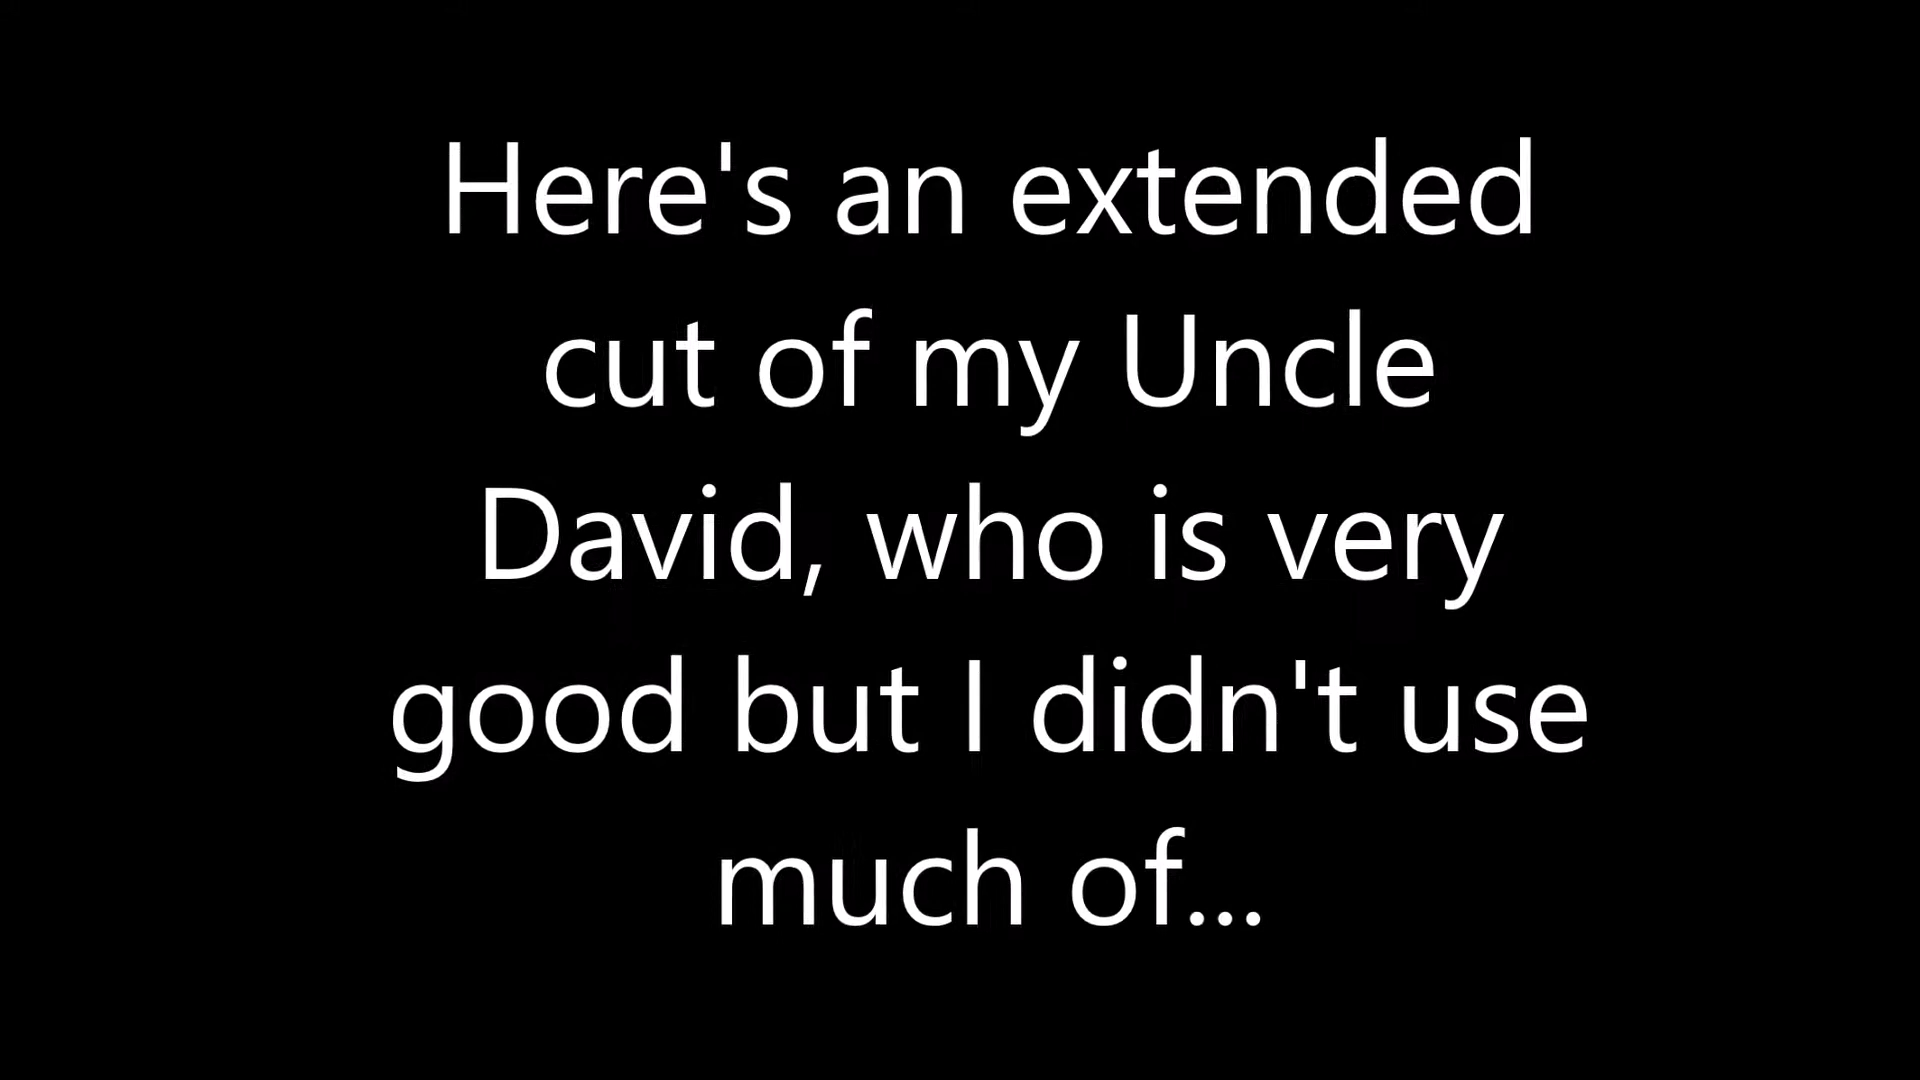 Here's an extended
cut of my Uncle
David, who is very
good but I didn't use
much of...